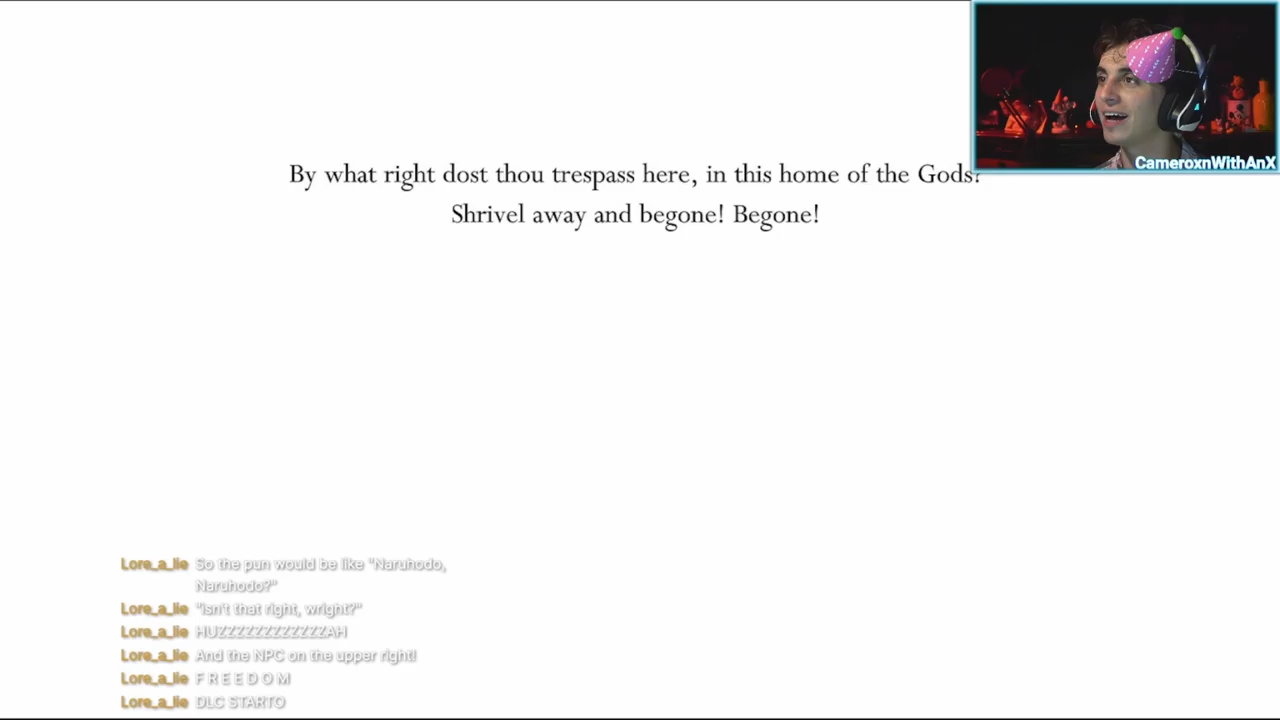 By what right dost thou trespass here, in this home of the Gods?
Shrivel away and begone! Begone!
CameroxnWithAnX
Lore_a_lie So the pun would be like "Naruhodo,
Naruhodo?"
Lore_a_lie "Isn't that right, wright?"
Lore_a_lie HUZZZZZZZZZZZZAH
Lore_a_lie And the NPC on the upper right!
Lore_a_lie F R E E D O M
Lore_a_lie DLC STARTO